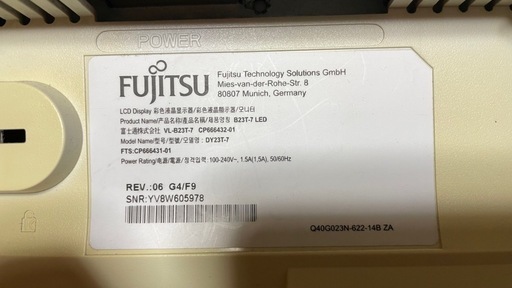 POWER
FUJITSU
Fujitsu Technology Solutions GmbH
Mies-van-der-Rohe-Str. 8
80807 Munich, Germany
LCD Display 彩色液晶显示器/彩色液晶顯示器/모니터
Product Name/产品名称/產品名稱/제품명칭 B23T-7 LED
富士通株式会社 VL-B23T-7 CP666432-01
Model Name/型号/型號/모델명 : DY23T-7
FTS:CP666431-01
Power Rating/电源/電源/정격입력: 100-240V~, 1.5A(1,5A), 50/60Hz
REV.:06 G4/F9
SNR:YV8W605978
Q40G023N-622-14B ZA